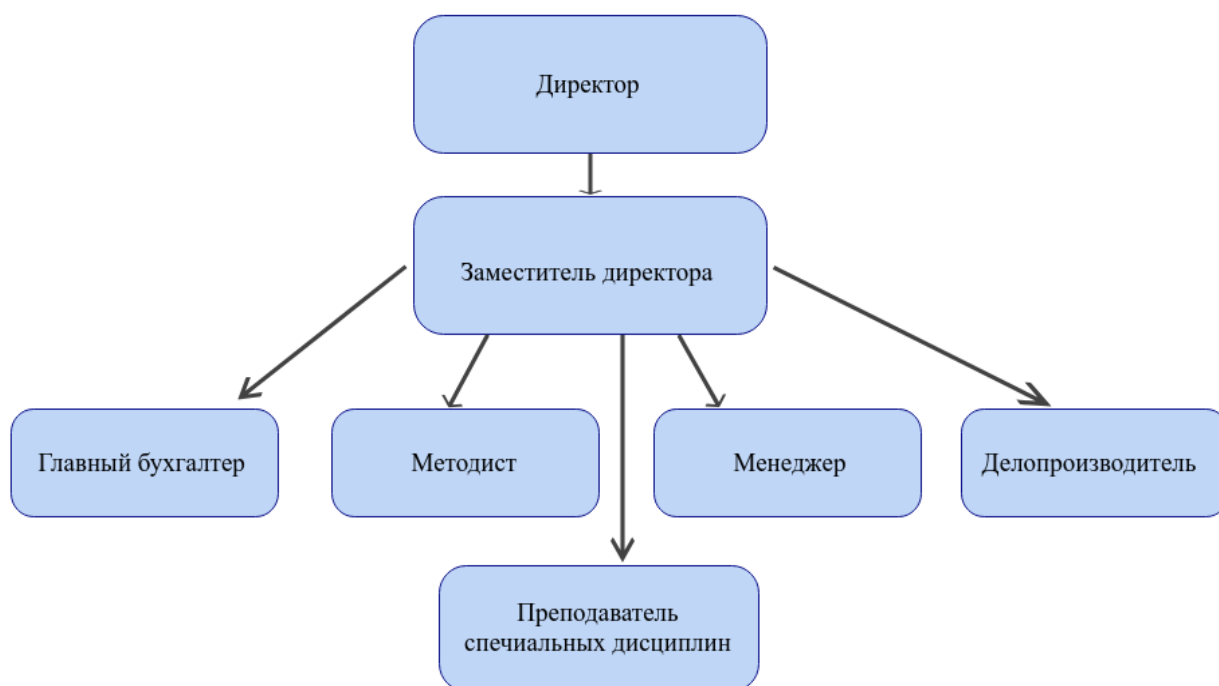 Директор
Заместитель директора
Главный бухгалтер
Методист
Менеджер
Делопроизводитель
Преподаватель
спечиальных дисциплин